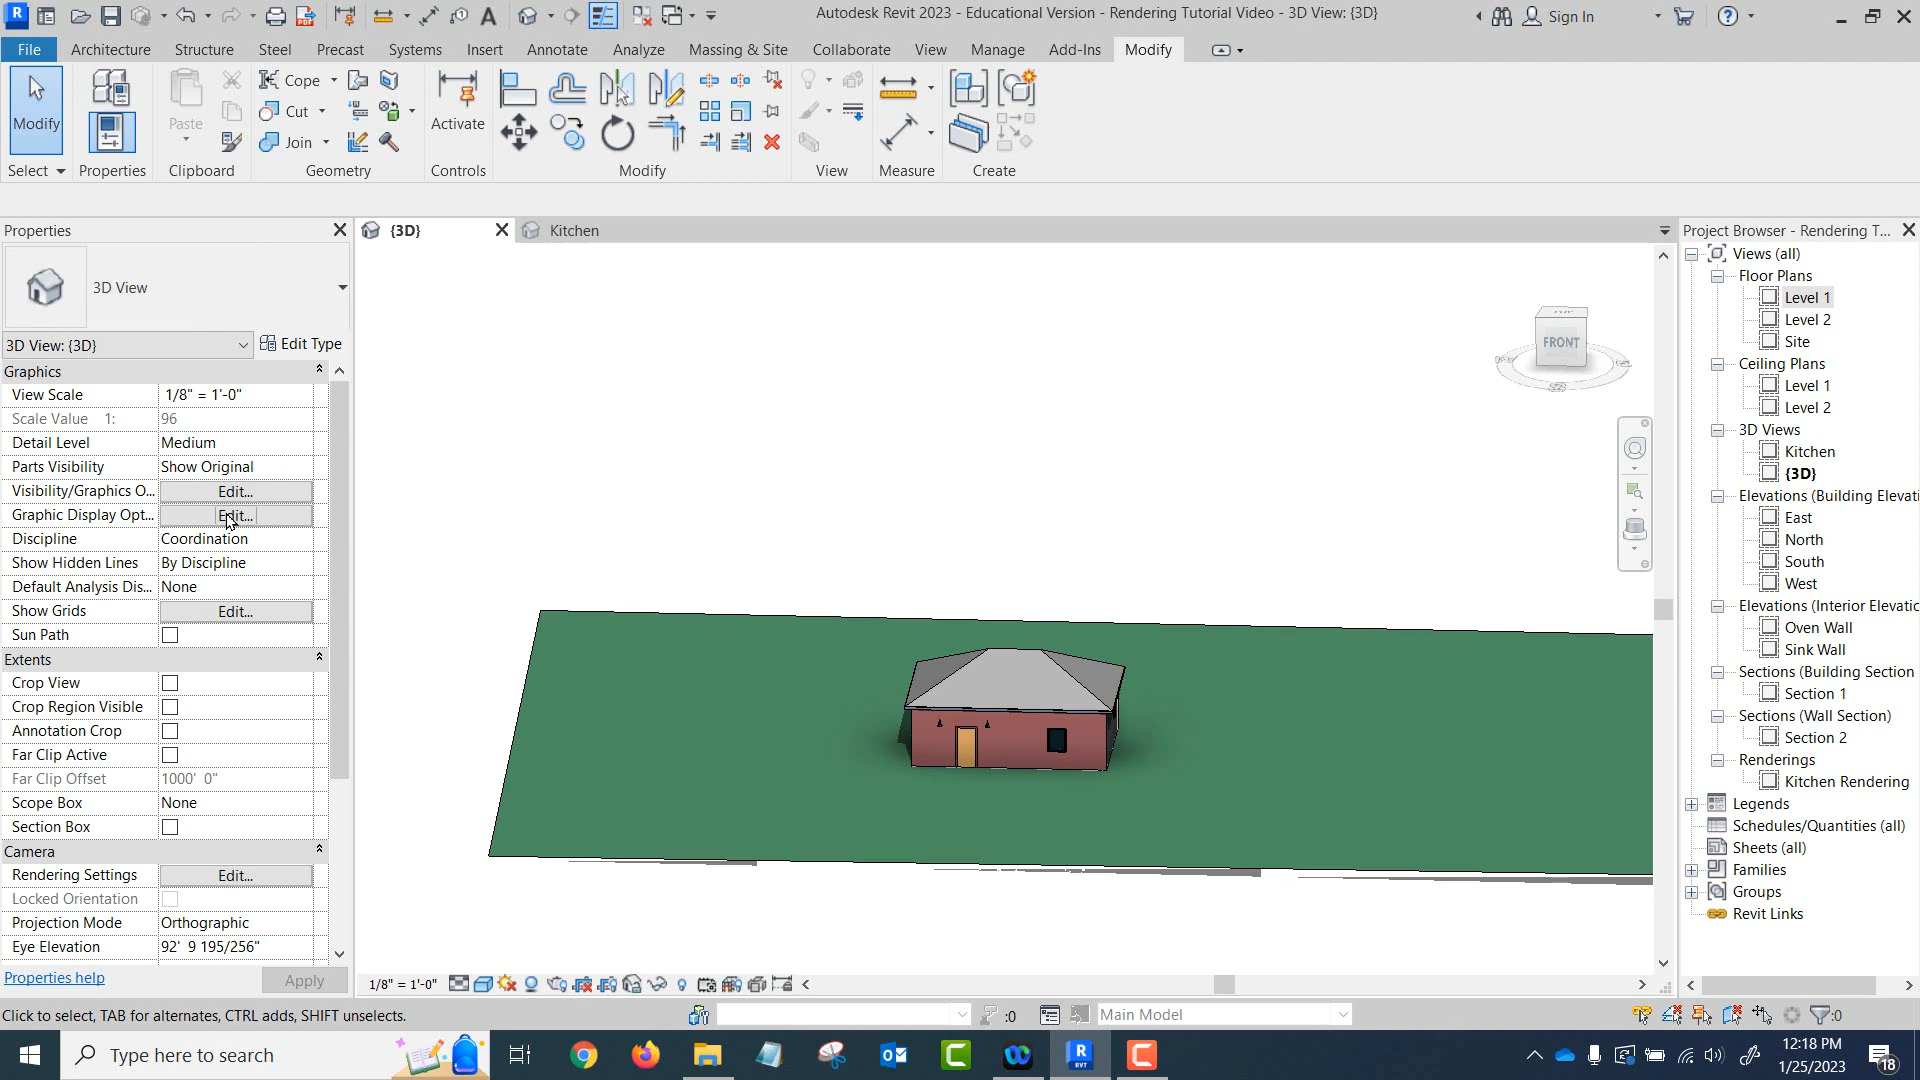 Autodesk Revit 2023 - Educational Version - Rendering Tutorial Video - 3D View: {3D}
Sign In
File Architecture Structure Steel Precast Systems Insert Annotate Analyze Massing & Site Collaborate View Manage Add-Ins Modify
Modify
Paste
Cope
Cut
Join
Activate
Select Properties Clipboard Geometry Controls Modify View Measure Create
Properties
3D View
3D View: {3D}
Edit Type
Graphics
View Scale 1/8" = 1'-0"
Scale Value 1: 96
Detail Level Medium
Parts Visibility Show Original
Visibility/Graphics O... Edit...
Graphic Display Opt... Edit...
Discipline Coordination
Show Hidden Lines By Discipline
Default Analysis Dis... None
Show Grids Edit...
Sun Path
Extents
Crop View
Crop Region Visible
Annotation Crop
Far Clip Active
Far Clip Offset 1000' 0"
Scope Box None
Section Box
Camera
Rendering Settings Edit...
Locked Orientation
Projection Mode Orthographic
Eye Elevation 92' 9 195/256"
Properties help
Apply
{3D}
Kitchen
TOP
FRONT
1/8" = 1'-0"
Project Browser - Rendering T...
Views (all)
Floor Plans
Level 1
Level 2
Site
Ceiling Plans
Level 1
Level 2
3D Views
Kitchen
{3D}
Elevations (Building Elevati
East
North
South
West
Elevations (Interior Elevatic
Oven Wall
Sink Wall
Sections (Building Section
Section 1
Sections (Wall Section)
Section 2
Renderings
Kitchen Rendering
Legends
Schedules/Quantities (all)
Sheets (all)
Families
Groups
Revit Links
Click to select, TAB for alternates, CTRL adds, SHIFT unselects.
:0
Main Model
:0
Type here to search
12:18 PM
1/25/2023
18